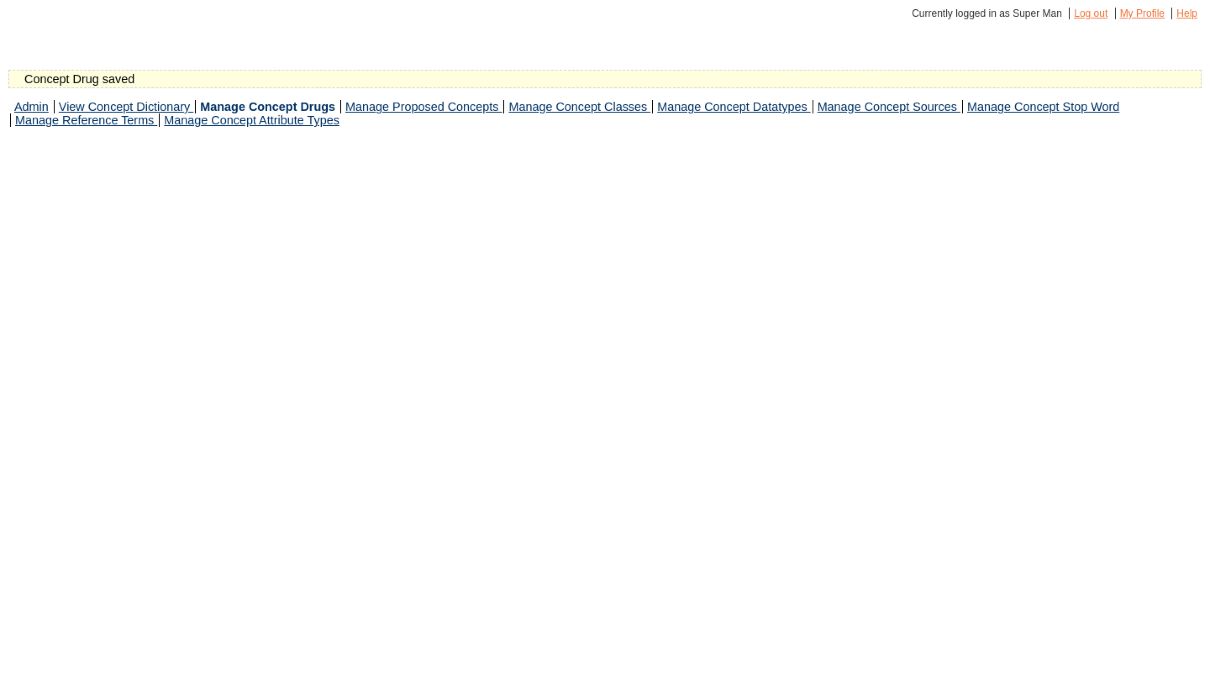 Currently logged in as Super Man Log out My Profile Help
Concept Drug saved
Admin View Concept Dictionary Manage Concept Drugs Manage Proposed Concepts Manage Concept Classes Manage Concept Datatypes Manage Concept Sources Manage Concept Stop Word
Manage Reference Terms Manage Concept Attribute Types